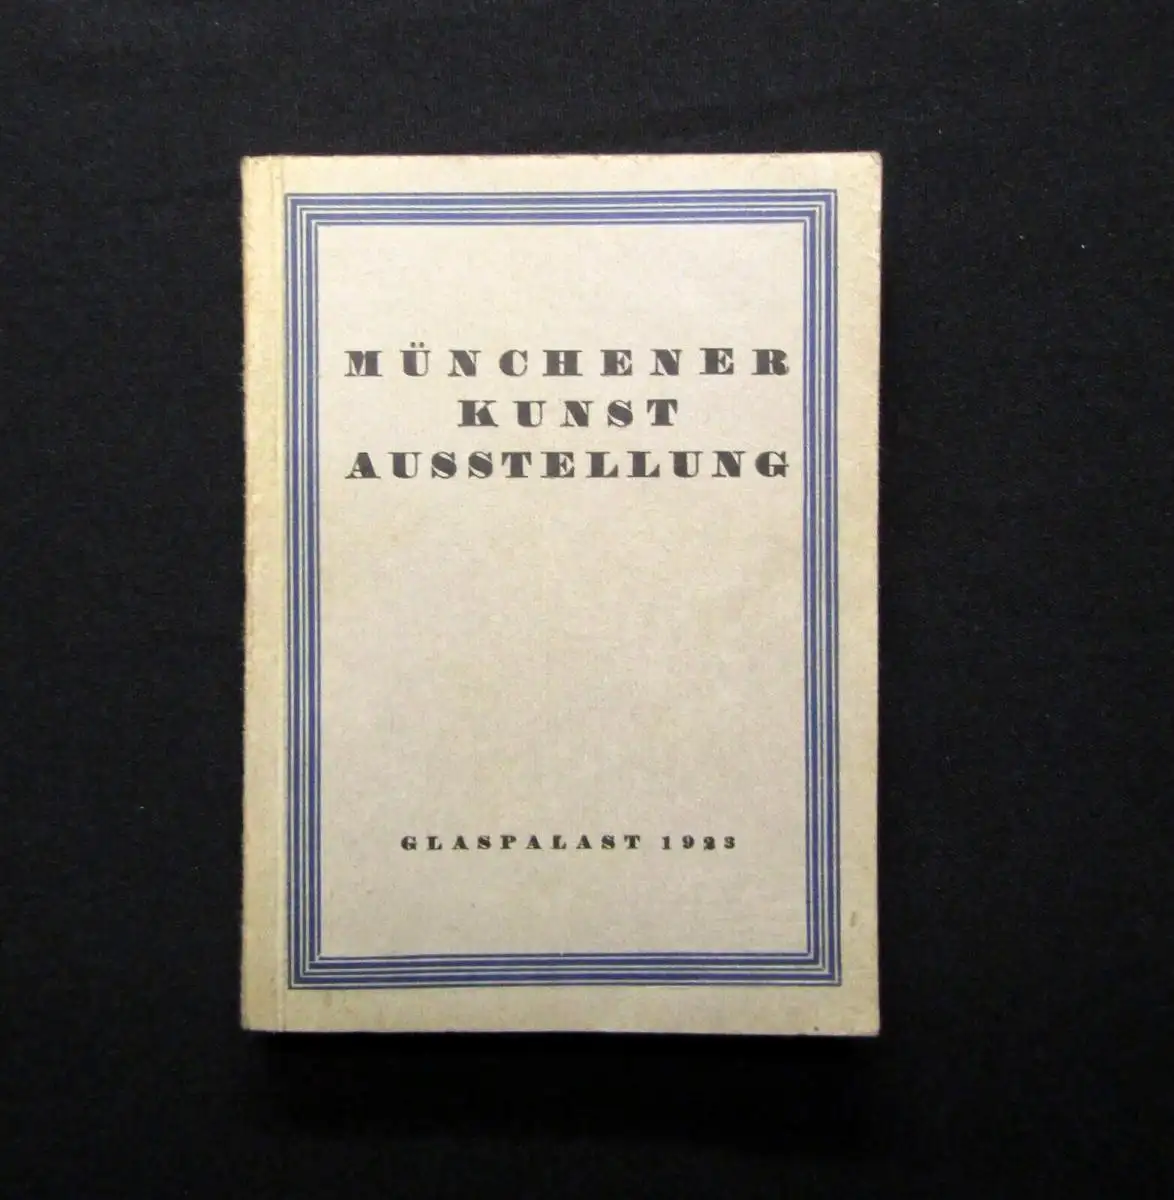 MÜNCHENER
KUNST
AUSSTELLUNG
GLASPALAST 1923